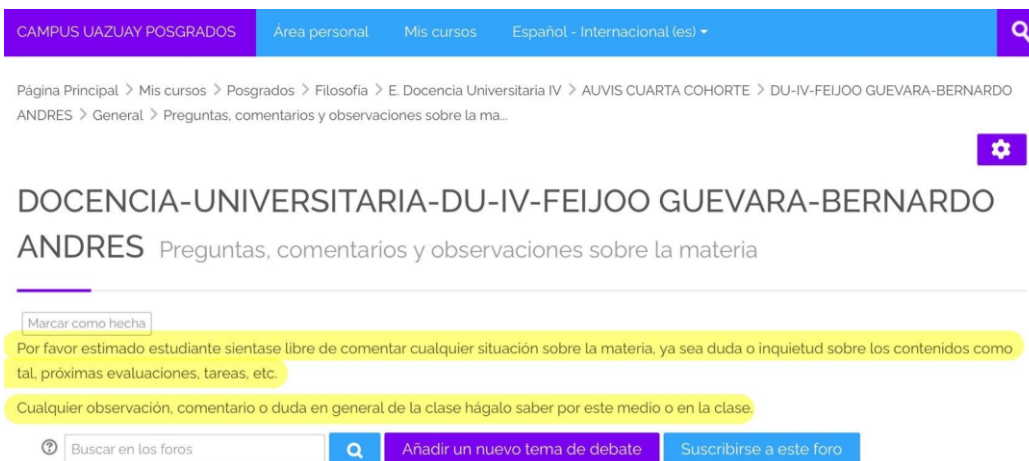 CAMPUS UAZUAY POSGRADOS Área personal Mis cursos Español - Internacional (es)
Página Principal > Mis cursos > Posgrados > Filosofía > E. Docencia Universitaria IV > AUVIS CUARTA COHORTE > DU-IV-FEIJOO GUEVARA-BERNARDO
ANDRES > General > Preguntas, comentarios y observaciones sobre la ma...
DOCENCIA-UNIVERSITARIA-DU-IV-FEIJOO GUEVARA-BERNARDO
ANDRES Preguntas, comentarios y observaciones sobre la materia
Marcar como hecha
Por favor estimado estudiante sientase libre de comentar cualquier situación sobre la materia, ya sea duda o inquietud sobre los contenidos como
tal, próximas evaluaciones, tareas, etc.
Cualquier observación, comentario o duda en general de la clase hágalo saber por este medio o en la clase.
Buscar en los foros Añadir un nuevo tema de debate Suscribirse a este foro